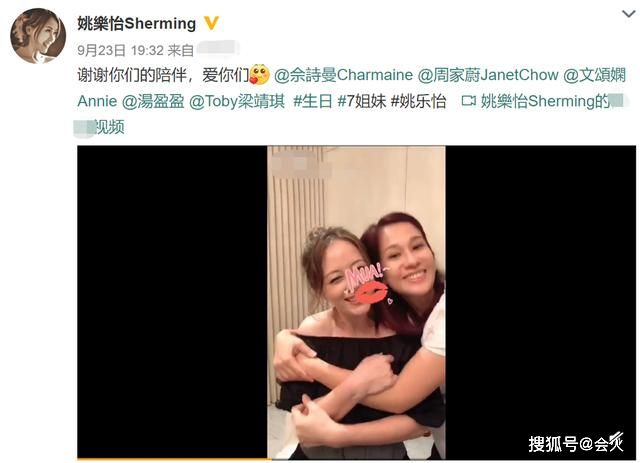 姚樂怡Sherming
9月23日 19:32 来自
谢谢你们的陪伴，爱你们 @佘詩曼Charmaine @周家蔚JanetChow @文頌嫻
Annie @湯盈盈 @Toby梁靖琪 #生日 #7姐妹 #姚乐怡 姚樂怡Sherming的
视频
MUA!~
搜狐号@会火